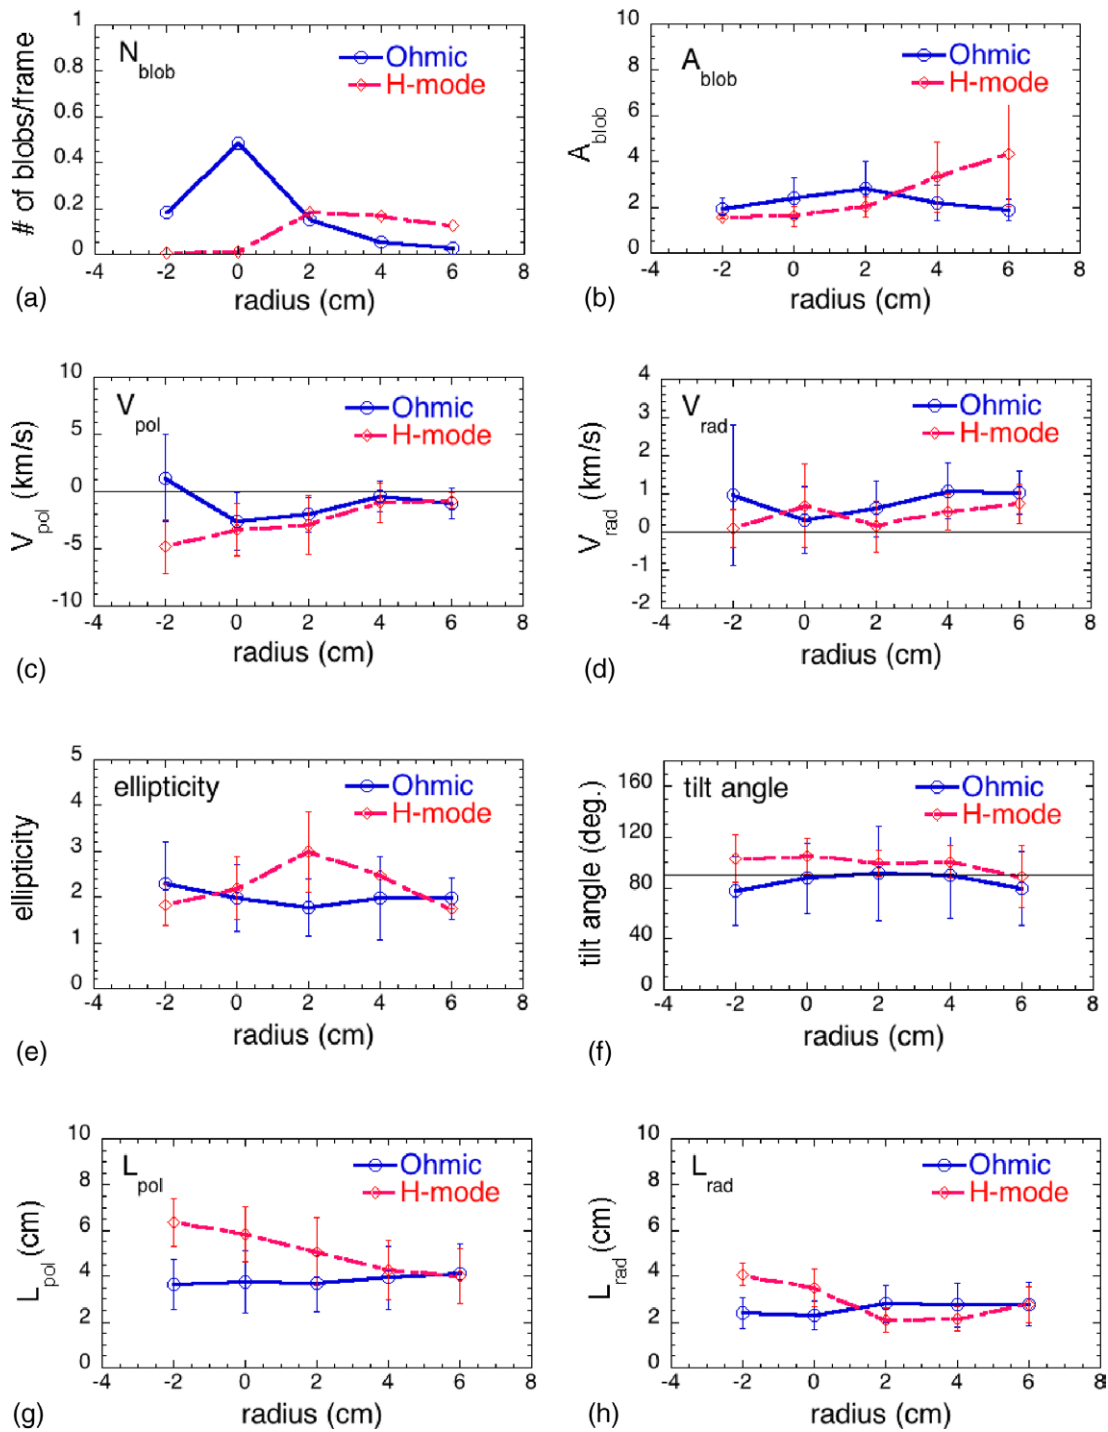 # of blobs/frame
1
0.8
0.6
0.4
0.2
0
N blob
Ohmic
H-mode
-4 -2 0 2 4 6 8
radius (cm)
(a)
A blob
10
8
6
4
2
0
A blob
Ohmic
H-mode
-4 -2 0 2 4 6 8
radius (cm)
(b)
V pol (km/s)
10
5
0
-5
-10
V pol
Ohmic
H-mode
-4 -2 0 2 4 6 8
radius (cm)
(c)
V rad (km/s)
4
3
2
1
0
-1
-2
V rad
Ohmic
H-mode
-4 -2 0 2 4 6 8
radius (cm)
(d)
ellipticity
5
4
3
2
1
0
ellipticity
Ohmic
H-mode
-4 -2 0 2 4 6 8
radius (cm)
(e)
tilt angle (deg.)
160
120
80
40
0
tilt angle
Ohmic
H-mode
-4 -2 0 2 4 6 8
radius (cm)
(f)
L pol (cm)
10
8
6
4
2
0
L pol
Ohmic
H-mode
-4 -2 0 2 4 6 8
radius (cm)
(g)
L rad (cm)
10
8
6
4
2
0
L rad
Ohmic
H-mode
-4 -2 0 2 4 6 8
radius (cm)
(h)